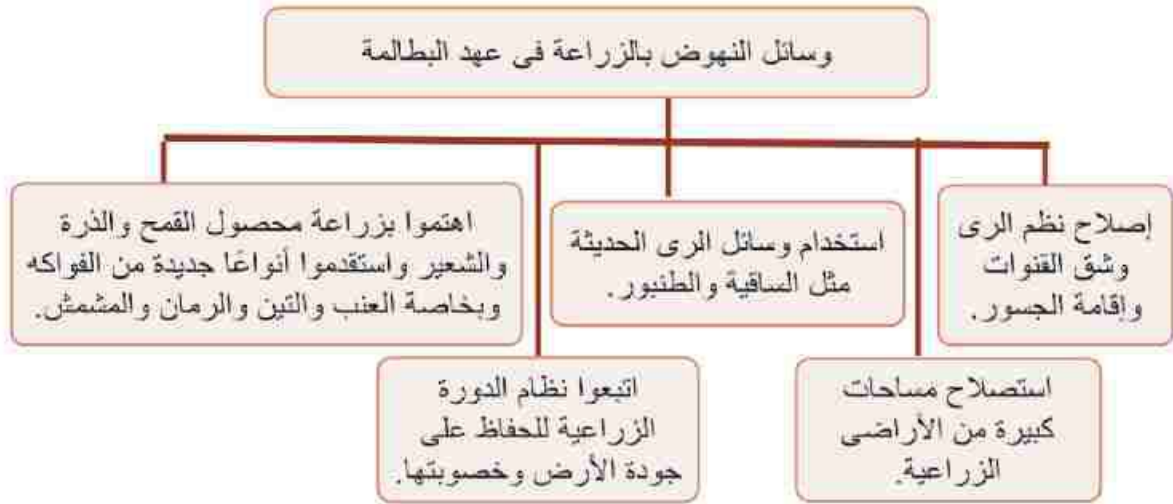 وسائل النهوض بالزراعة فى عهد البطالمة
إصلاح نظم الرى
وشق القنوات
وإقامة الجسور.
استصلاح مساحات
كبيرة من الأراضى
الزراعية.
استخدام وسائل الرى الحديثة
مثل الساقية والطنبور.
اتبعوا نظام الدورة
الزراعية للحفاظ على
جودة الأرض وخصوبتها.
اهتموا بزراعة محصول القمح والذرة
والشعير واستقدموا أنواعًا جديدة من الفواكه
وبخاصة العنب والتين والرمان والمشمش.